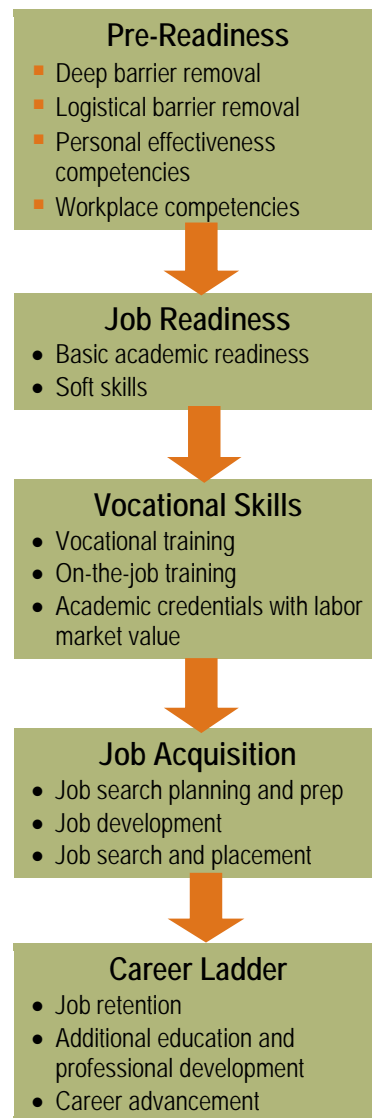 Pre-Readiness
▪ Deep barrier removal
▪ Logistical barrier removal
▪ Personal effectiveness
competencies
▪ Workplace competencies
Job Readiness
• Basic academic readiness
• Soft skills
Vocational Skills
• Vocational training
• On-the-job training
• Academic credentials with labor
market value
Job Acquisition
• Job search planning and prep
• Job development
• Job search and placement
Career Ladder
• Job retention
• Additional education and
professional development
• Career advancement